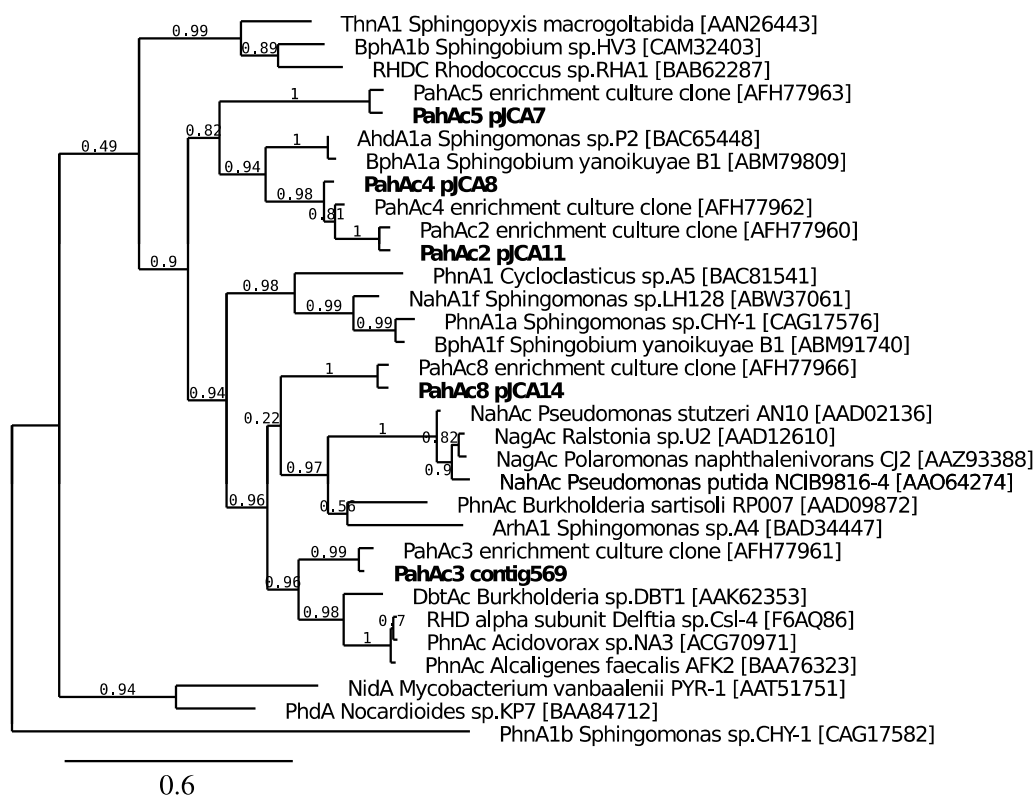 ThnA1 Sphingopyxis macrogoltabida [AAN26443]
0.99
BphA1b Sphingobium sp.HV3 [CAM32403]
0.89
RHDC Rhodococcus sp.RHA1 [BAB62287]
PahAc5 enrichment culture clone [AFH77963]
1
PahAc5 pJCA7
0.82
AhdA1a Sphingomonas sp.P2 [BAC65448]
1
0.49
BphA1a Sphingobium yanoikuyae B1 [ABM79809]
0.94
PahAc4 pJCA8
0.98
PahAc4 enrichment culture clone [AFH77962]
0.81
PahAc2 enrichment culture clone [AFH77960]
1
PahAc2 pJCA11
0.9
PhnA1 Cycloclasticus sp.A5 [BAC81541]
0.98
NahA1f Sphingomonas sp.LH128 [ABW37061]
0.99
PhnA1a Sphingomonas sp.CHY-1 [CAG17576]
0.99
BphA1f Sphingobium yanoikuyae B1 [ABM91740]
PahAc8 enrichment culture clone [AFH77966]
1
PahAc8 pJCA14
0.94
NahAc Pseudomonas stutzeri AN10 [AAD02136]
0.22
1
0.82
NagAc Ralstonia sp.U2 [AAD12610]
NagAc Polaromonas naphthalenivorans CJ2 [AAZ93388]
0.97
0.9
NahAc Pseudomonas putida NCIB9816-4 [AAO64274]
0.96
0.56
PhnAc Burkholderia sartisoli RP007 [AAD09872]
ArhA1 Sphingomonas sp.A4 [BAD34447]
PahAc3 enrichment culture clone [AFH77961]
0.99
PahAc3 contig569
0.96
DbtAc Burkholderia sp.DBT1 [AAK62353]
0.98
0.7
RHD alpha subunit Delftia sp.Csl-4 [F6AQ86]
1
PhnAc Acidovorax sp.NA3 [ACG70971]
PhnAc Alcaligenes faecalis AFK2 [BAA76323]
0.94
NidA Mycobacterium vanbaalenii PYR-1 [AAT51751]
PhdA Nocardioides sp.KP7 [BAA84712]
PhnA1b Sphingomonas sp.CHY-1 [CAG17582]
0.6